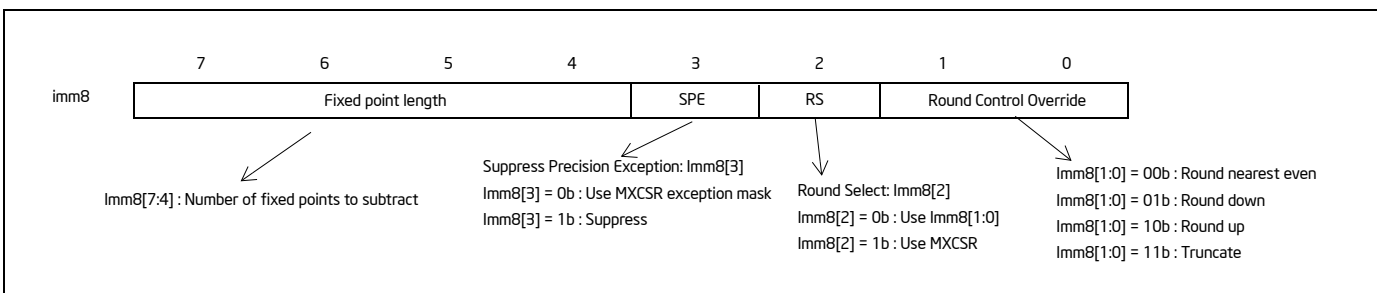 7 6 5 4 3 2 1 0
imm8 Fixed point length SPE RS Round Control Override
Imm8[7:4] : Number of fixed points to subtract
Suppress Precision Exception: Imm8[3]
Imm8[3] = 0b : Use MXCSR exception mask
Imm8[3] = 1b : Suppress
Round Select: Imm8[2]
Imm8[2] = 0b : Use Imm8[1:0]
Imm8[2] = 1b : Use MXCSR
Imm8[1:0] = 00b : Round nearest even
Imm8[1:0] = 01b : Round down
Imm8[1:0] = 10b : Round up
Imm8[1:0] = 11b : Truncate